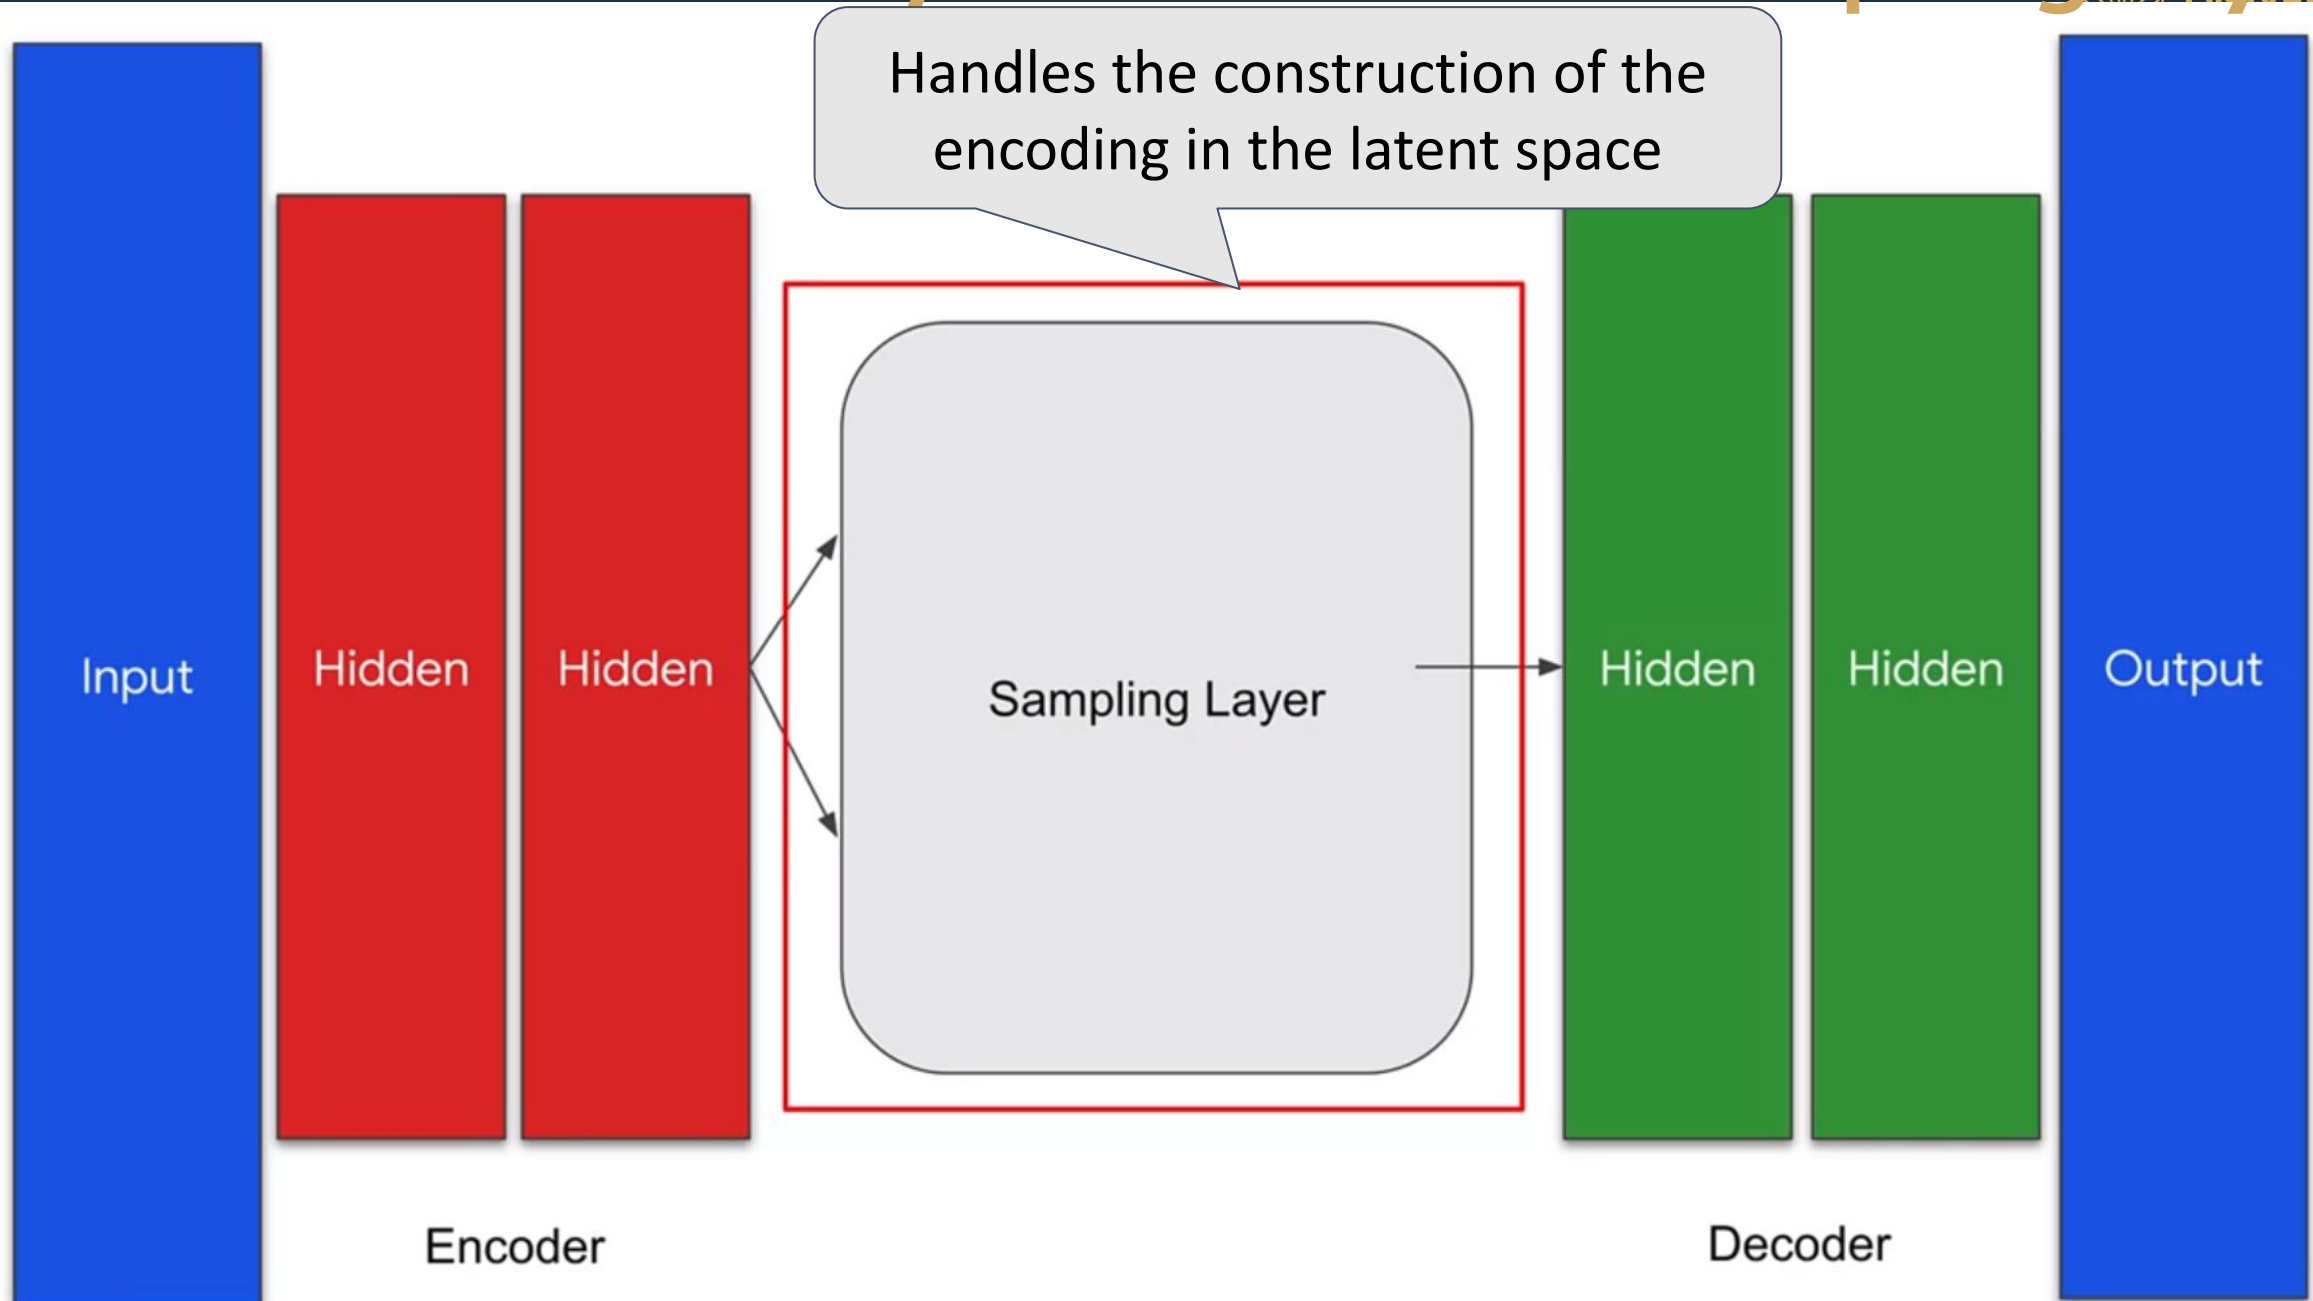 Handles the construction of the
encoding in the latent space
Input
Hidden
Hidden
Sampling Layer
Hidden
Hidden
Output
Encoder
Decoder